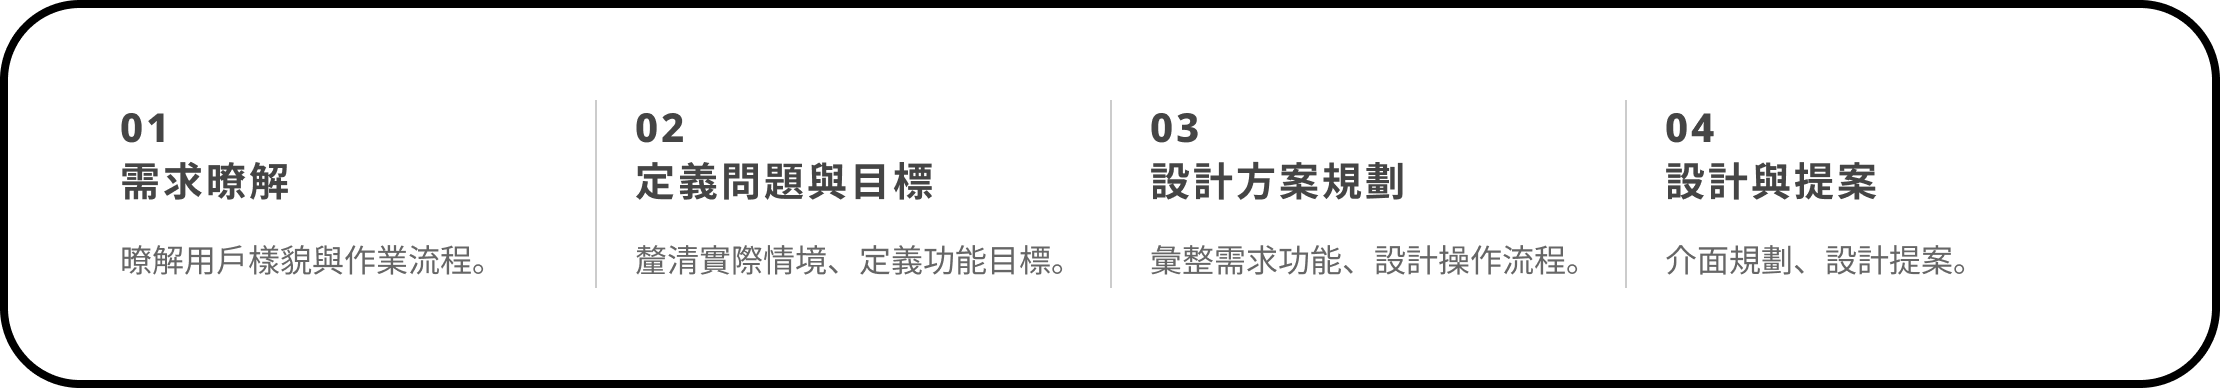 01
需求暸解
暸解用戶樣貌與作業流程。
02
定義問題與目標
釐清實際情境、定義功能目標。
03
設計方案規劃
彙整需求功能、設計操作流程。
04
設計與提案
介面規劃、設計提案。